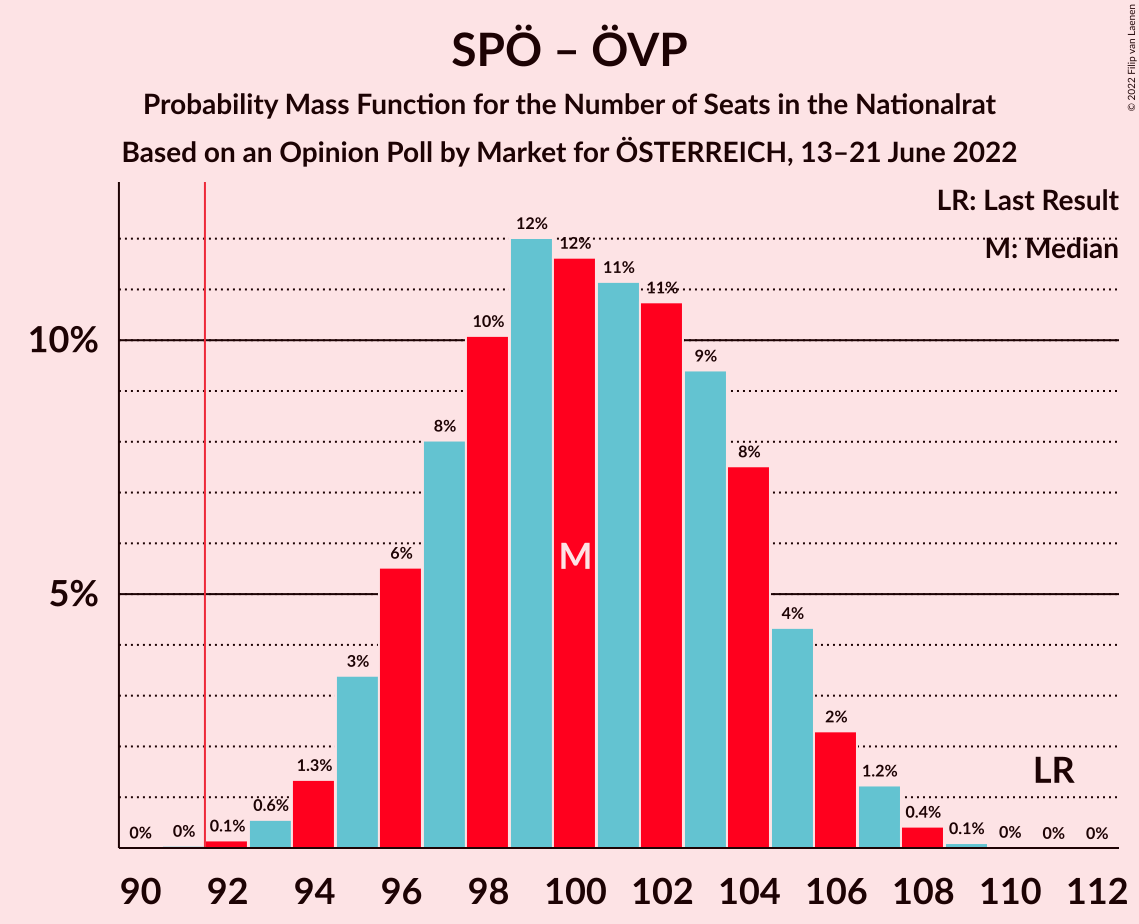 SPÖ – ÖVP
Probability Mass Function for the Number of Seats in the Nationalrat
Based on an Opinion Poll by Market for ÖSTERREICH, 13–21 June 2022
© 2022 Filip van Laenen
LR: Last Result
M: Median
10%
5%
0%
0%
0.1%
0.6%
1.3%
3%
6%
8%
10%
12%
12%
11%
11%
9%
8%
4%
2%
1.2%
0.4%
0.1%
0%
0%
0%
M
LR
90 92 94 96 98 100 102 104 106 108 110 112